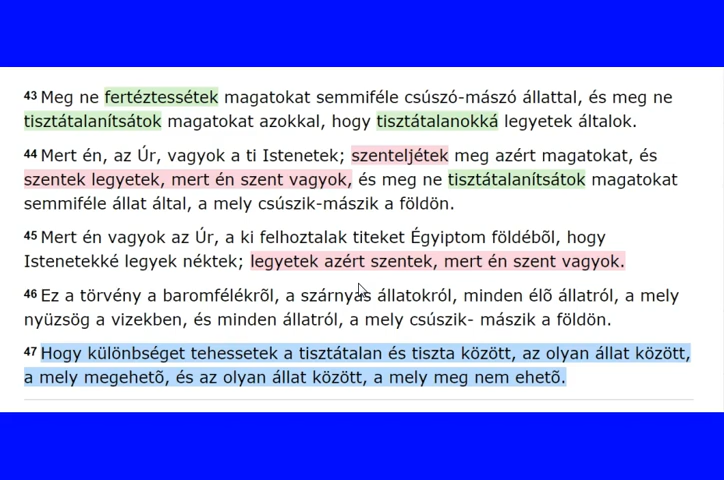 43 Meg ne fertéztessétek magatokat semmiféle csúszó-mászó állattal, és meg ne
tisztátalanítsátok magatokat azokkal, hogy tisztátalanokká legyetek általok.
44 Mert én, az Úr, vagyok a ti Istenetek; szenteljétek meg azért magatokat, és
szentek legyetek, mert én szent vagyok, és meg ne tisztátalanítsátok magatokat
semmiféle állat által, a mely csúszik-mászik a földön.
45 Mert én vagyok az Úr, a ki felhoztalak titeket Égyiptom földébõl, hogy
Istenetekké legyek néktek; legyetek azért szentek, mert én szent vagyok.
46 Ez a törvény a baromfélékrõl, a szárnyas állatokról, minden élõ állatról, a mely
nyüzsög a vizekben, és minden állatról, a mely csúszik- mászik a földön.
47 Hogy különbséget tehessetek a tisztátalan és tiszta között, az olyan állat között,
a mely megehetõ, és az olyan állat között, a mely meg nem ehetõ.